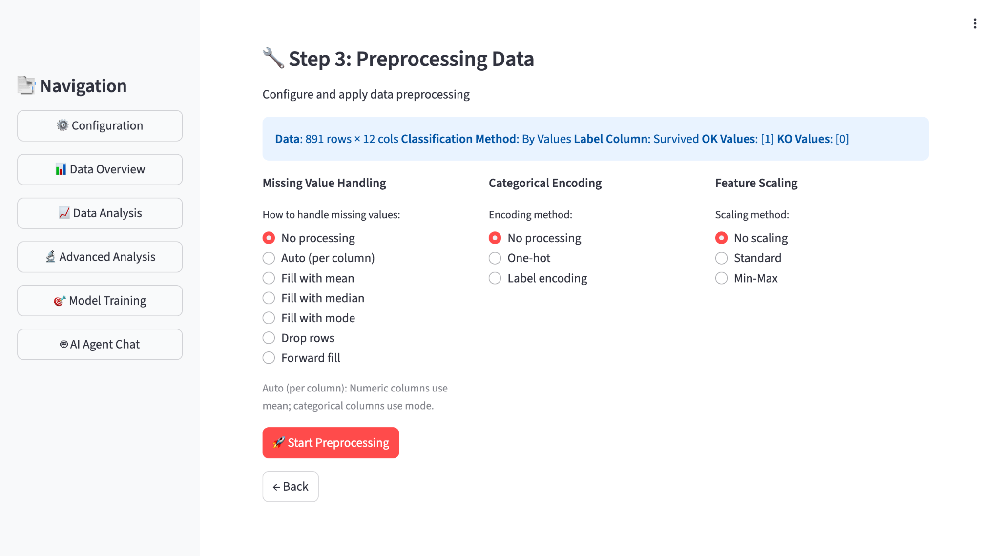 Navigation
Configuration
Data Overview
Data Analysis
Advanced Analysis
Model Training
AI Agent Chat
Step 3: Preprocessing Data
Configure and apply data preprocessing
Data: 891 rows × 12 cols Classification Method: By Values Label Column: Survived OK Values: [1] KO Values: [0]
Missing Value Handling
How to handle missing values:
No processing
Auto (per column)
Fill with mean
Fill with median
Fill with mode
Drop rows
Forward fill
Auto (per column): Numeric columns use
mean; categorical columns use mode.
Categorical Encoding
Encoding method:
No processing
One-hot
Label encoding
Feature Scaling
Scaling method:
No scaling
Standard
Min-Max
Start Preprocessing
← Back